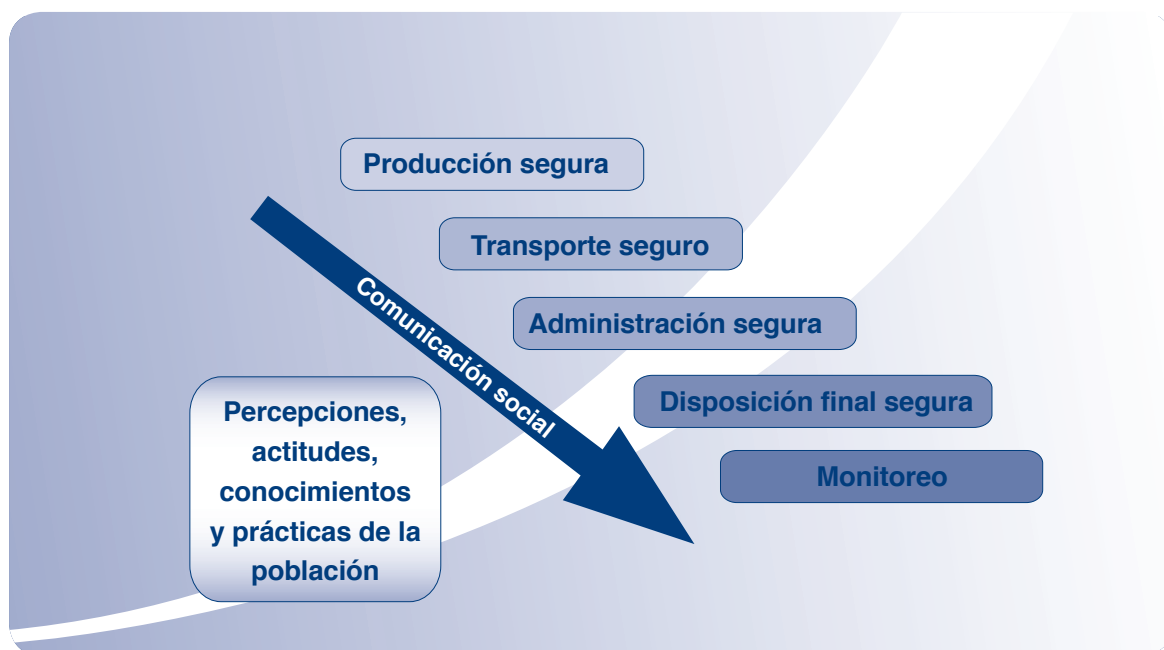 Producción segura
Transporte seguro
Administración segura
Disposición final segura
Monitoreo
Comunicación social
Percepciones,
actitudes,
conocimientos
y prácticas de la
población